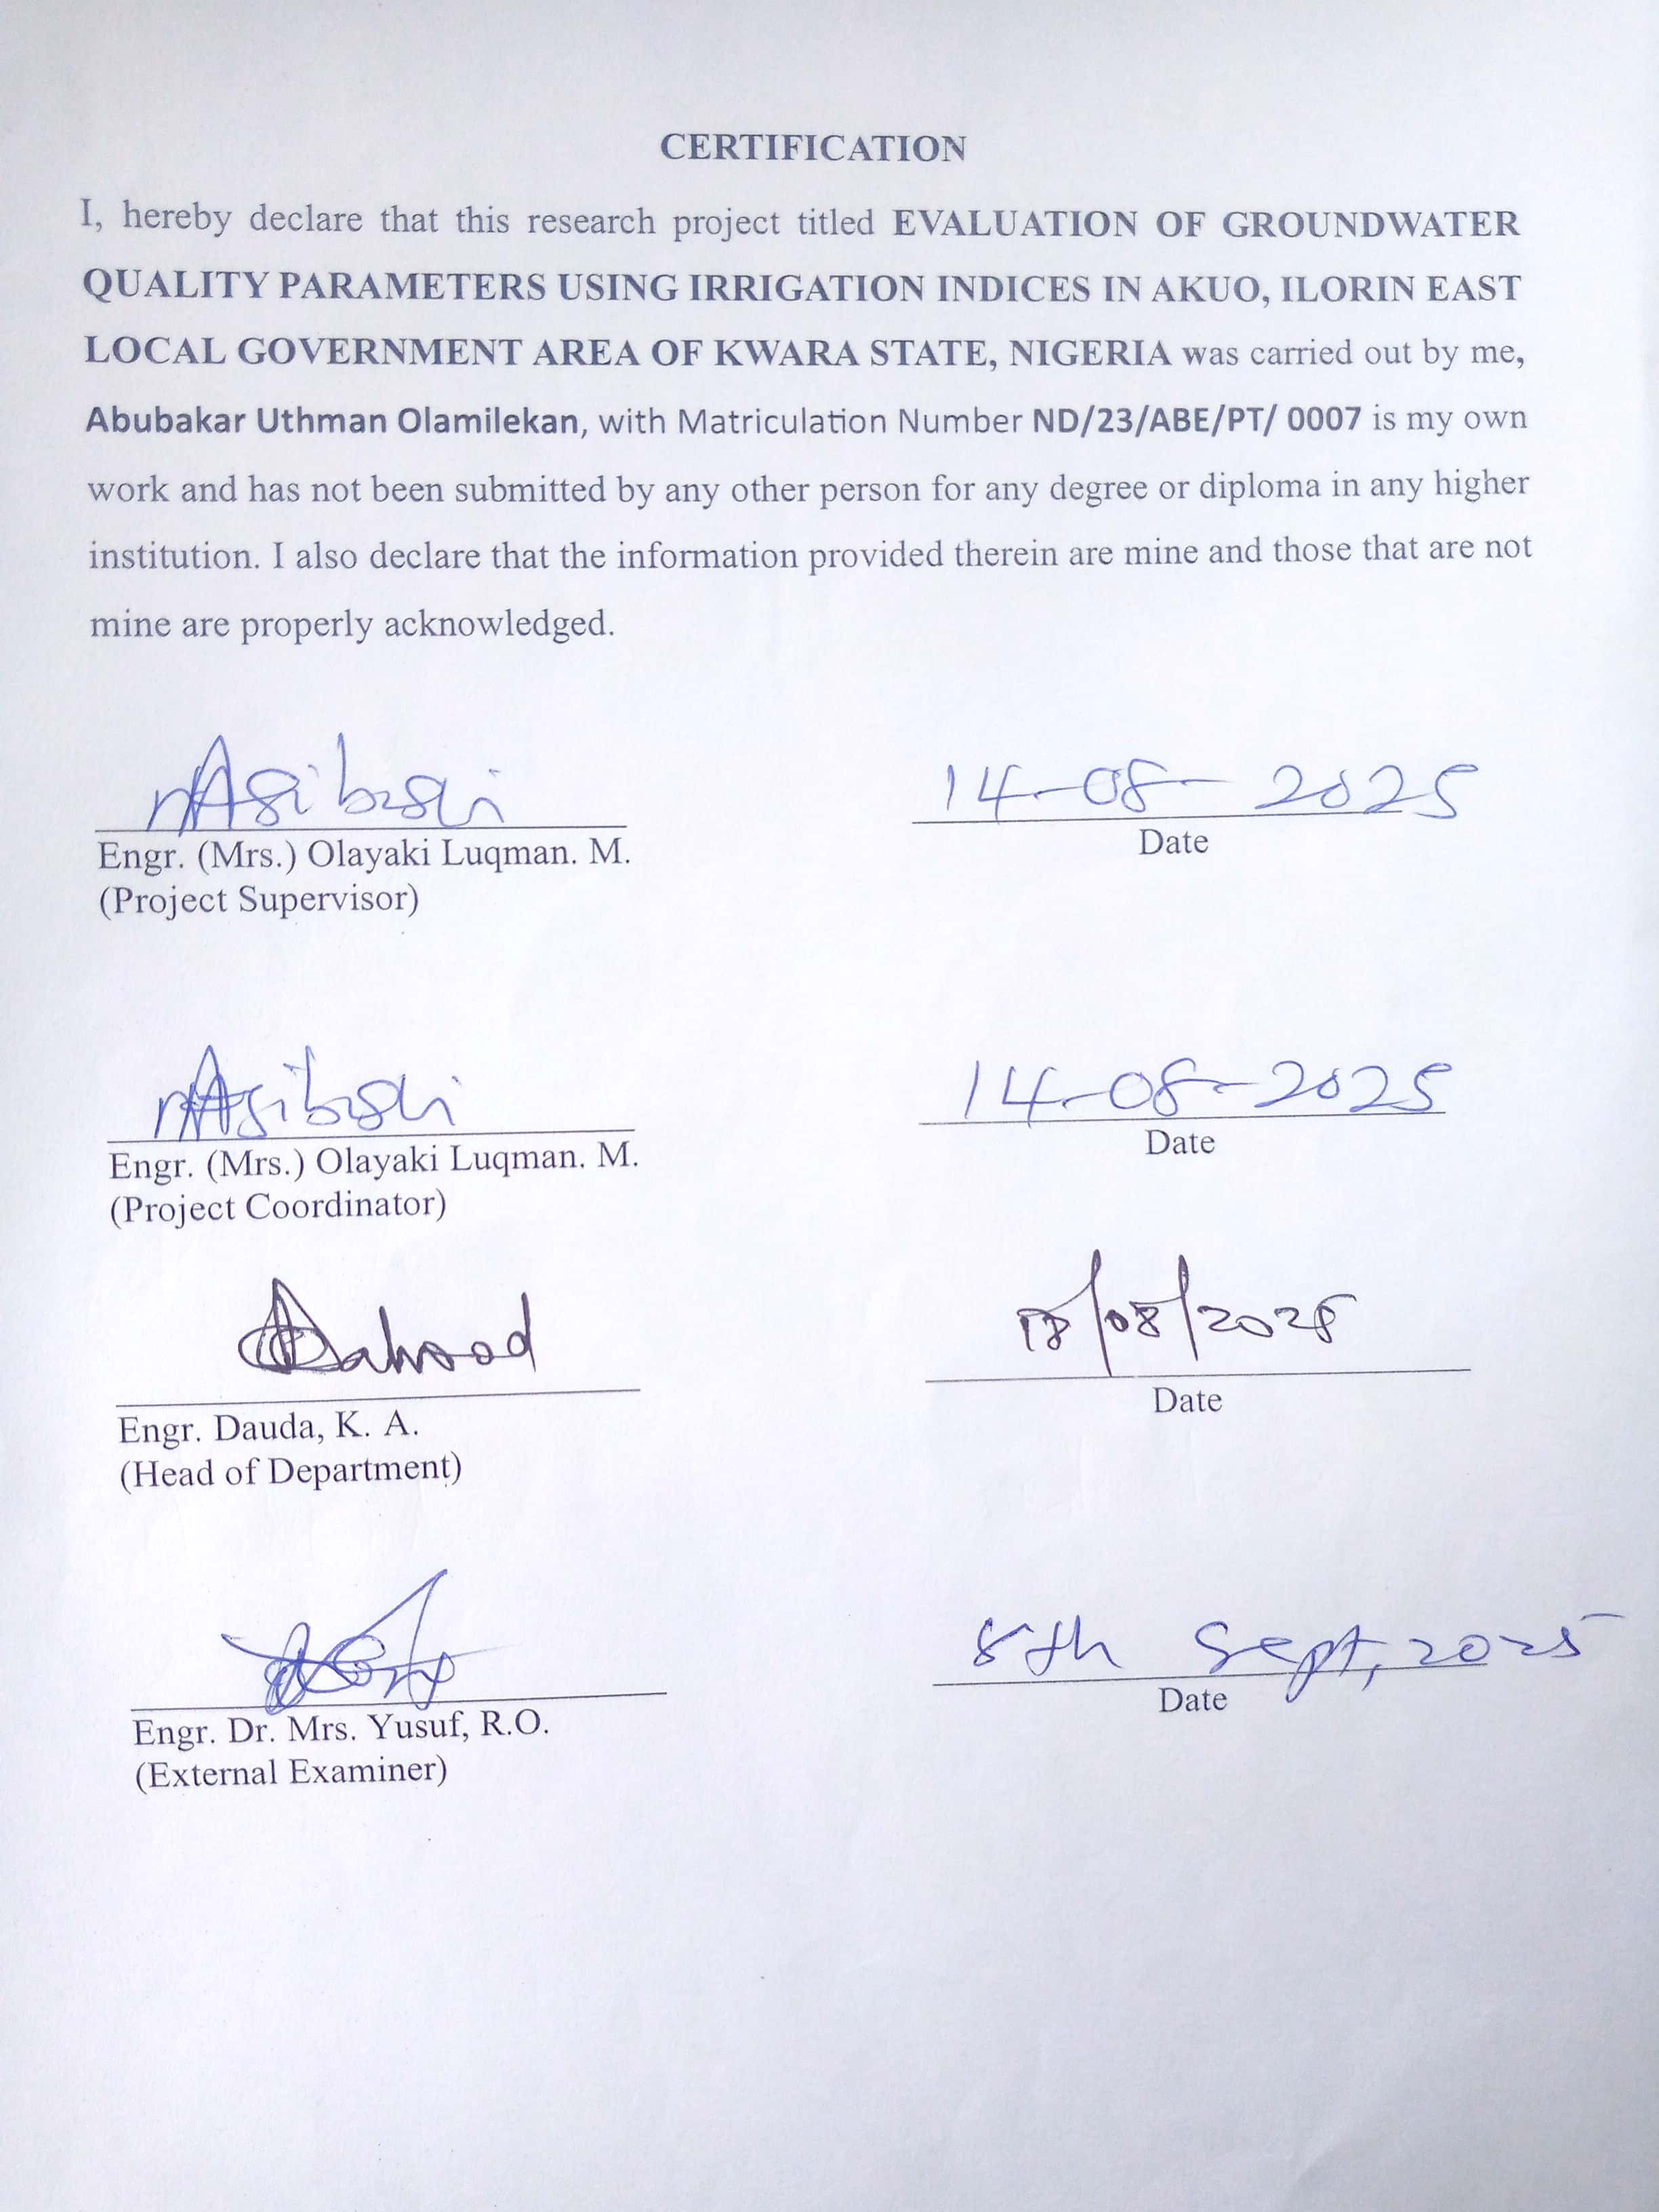 CERTIFICATION
I, hereby declare that this research project titled EVALUATION OF GROUNDWATER
QUALITY PARAMETERS USING IRRIGATION INDICES IN AKUO, ILORIN EAST
LOCAL GOVERNMENT AREA OF KWARA STATE, NIGERIA was carried out by me,
Abubakar Uthman Olamilekan, with Matriculation Number ND/23/ABE/PT/ 0007 is my own
work and has not been submitted by any other person for any degree or diploma in any higher
institution. I also declare that the information provided therein are mine and those that are not
mine are properly acknowledged.
14-08-2025
Engr. (Mrs.) Olayaki Luqman. M.
Date
(Project Supervisor)
14-08-2025
Engr. (Mrs.) Olayaki Luqman. M.
Date
(Project Coordinator)
18/08/2025
Engr. Dauda, K. A.
Date
(Head of Department)
8th Sept, 2025
Engr. Dr. Mrs. Yusuf, R.O.
Date
(External Examiner)